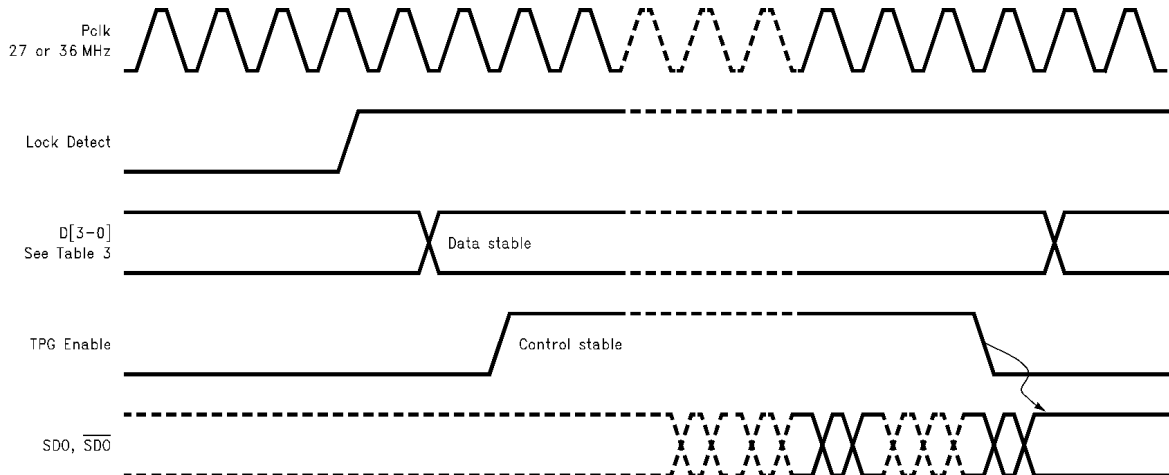 Pclk
27 or 36 MHz
Lock Detect
D[3-0]
See Table 3
Data stable
TPG Enable
Control stable
SDO, S̅D̅O̅